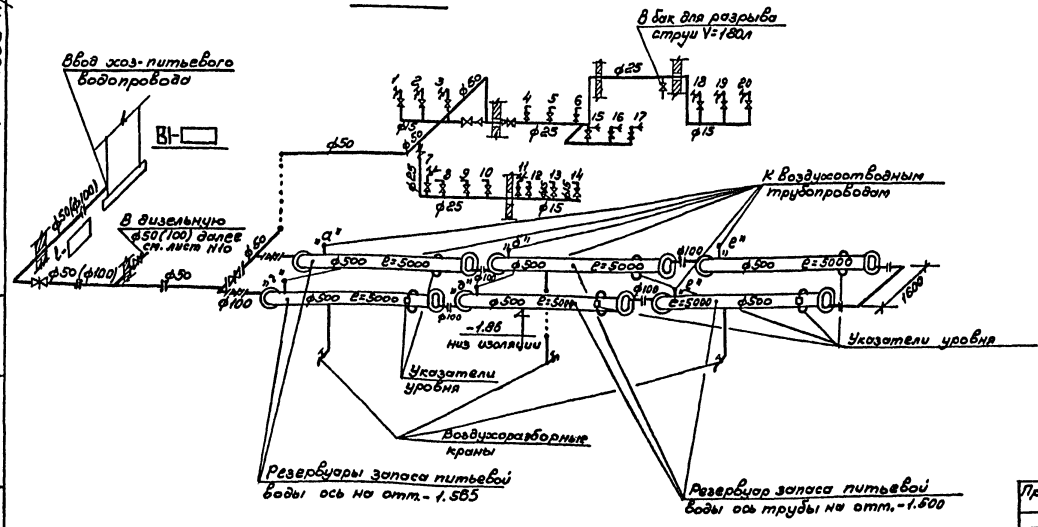 В бак для разрыва
струи V=180л
Ввод хоз-питьевого
водопровода
В1-
1 2 3 ф50
ф15
4 5 6
ф25
ф25
18 19 20
15 16 17
ф15
ф50
ф50
ф25
7 8 9 10 11 12 13 14
ф25
ф15
К воздухоотводным
трубопроводам
ф50(ф100)
В дизельную
ф50(100) далее
см. лист N10
ф50
ф50(ф100)
ф50
ф100
"а"
ф500 ℓ=5000
ф100
"д"
ф500 ℓ=5000
ф100
"е"
ф500 ℓ=5000
"г"
ф500 ℓ=5000
ф100
"д"
ф500
ф100
"е"
ℓ=5000 ф500
1600
-1.86
низ изоляции
Указатели уровня
Указатели
уровня
Воздухоразборные
краны
Резервуары запаса питьевой
воды ось на отм.-1.585
Резервуар запаса питьевой
воды ось трубы на отм.-1.500